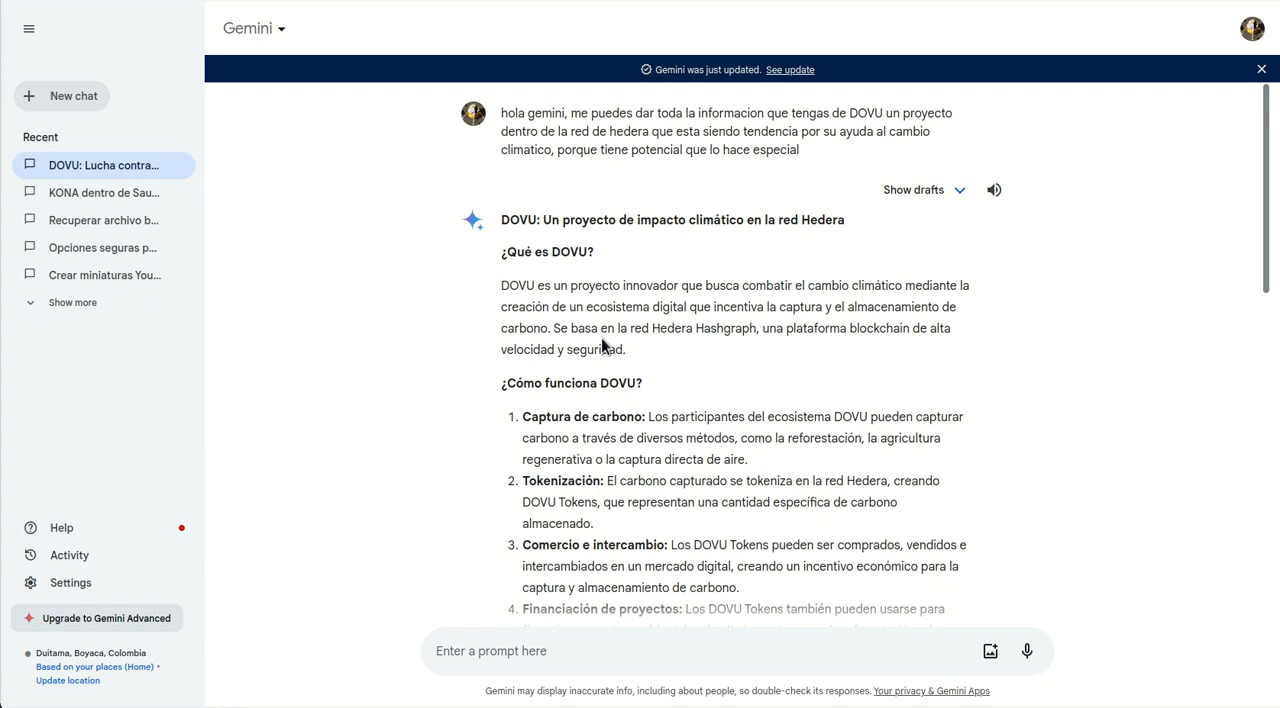 Gemini
Gemini was just updated. See update
New chat
Recent
DOVU: Lucha contra...
KONA dentro de Sau...
Recuperar archivo b...
Opciones seguras p...
Crear miniaturas You...
Show more
Help
Activity
Settings
Upgrade to Gemini Advanced
Duitama, Boyaca, Colombia
Based on your places (Home) •
Update location
hola gemini, me puedes dar toda la informacion que tengas de DOVU un proyecto
dentro de la red de hedera que esta siendo tendencia por su ayuda al cambio
climatico, porque tiene potencial que lo hace especial
Show drafts
DOVU: Un proyecto de impacto climático en la red Hedera
¿Qué es DOVU?
DOVU es un proyecto innovador que busca combatir el cambio climático mediante la
creación de un ecosistema digital que incentiva la captura y el almacenamiento de
carbono. Se basa en la red Hedera Hashgraph, una plataforma blockchain de alta
velocidad y seguridad.
¿Cómo funciona DOVU?
1. Captura de carbono: Los participantes del ecosistema DOVU pueden capturar
carbono a través de diversos métodos, como la reforestación, la agricultura
regenerativa o la captura directa de aire.
2. Tokenización: El carbono capturado se tokeniza en la red Hedera, creando
DOVU Tokens, que representan una cantidad específica de carbono
almacenado.
3. Comercio e intercambio: Los DOVU Tokens pueden ser comprados, vendidos e
intercambiados en un mercado digital, creando un incentivo económico para la
captura y almacenamiento de carbono.
4. Financiación de proyectos: Los DOVU Tokens también pueden usarse para
Enter a prompt here
Gemini may display inaccurate info, including about people, so double-check its responses. Your privacy & Gemini Apps